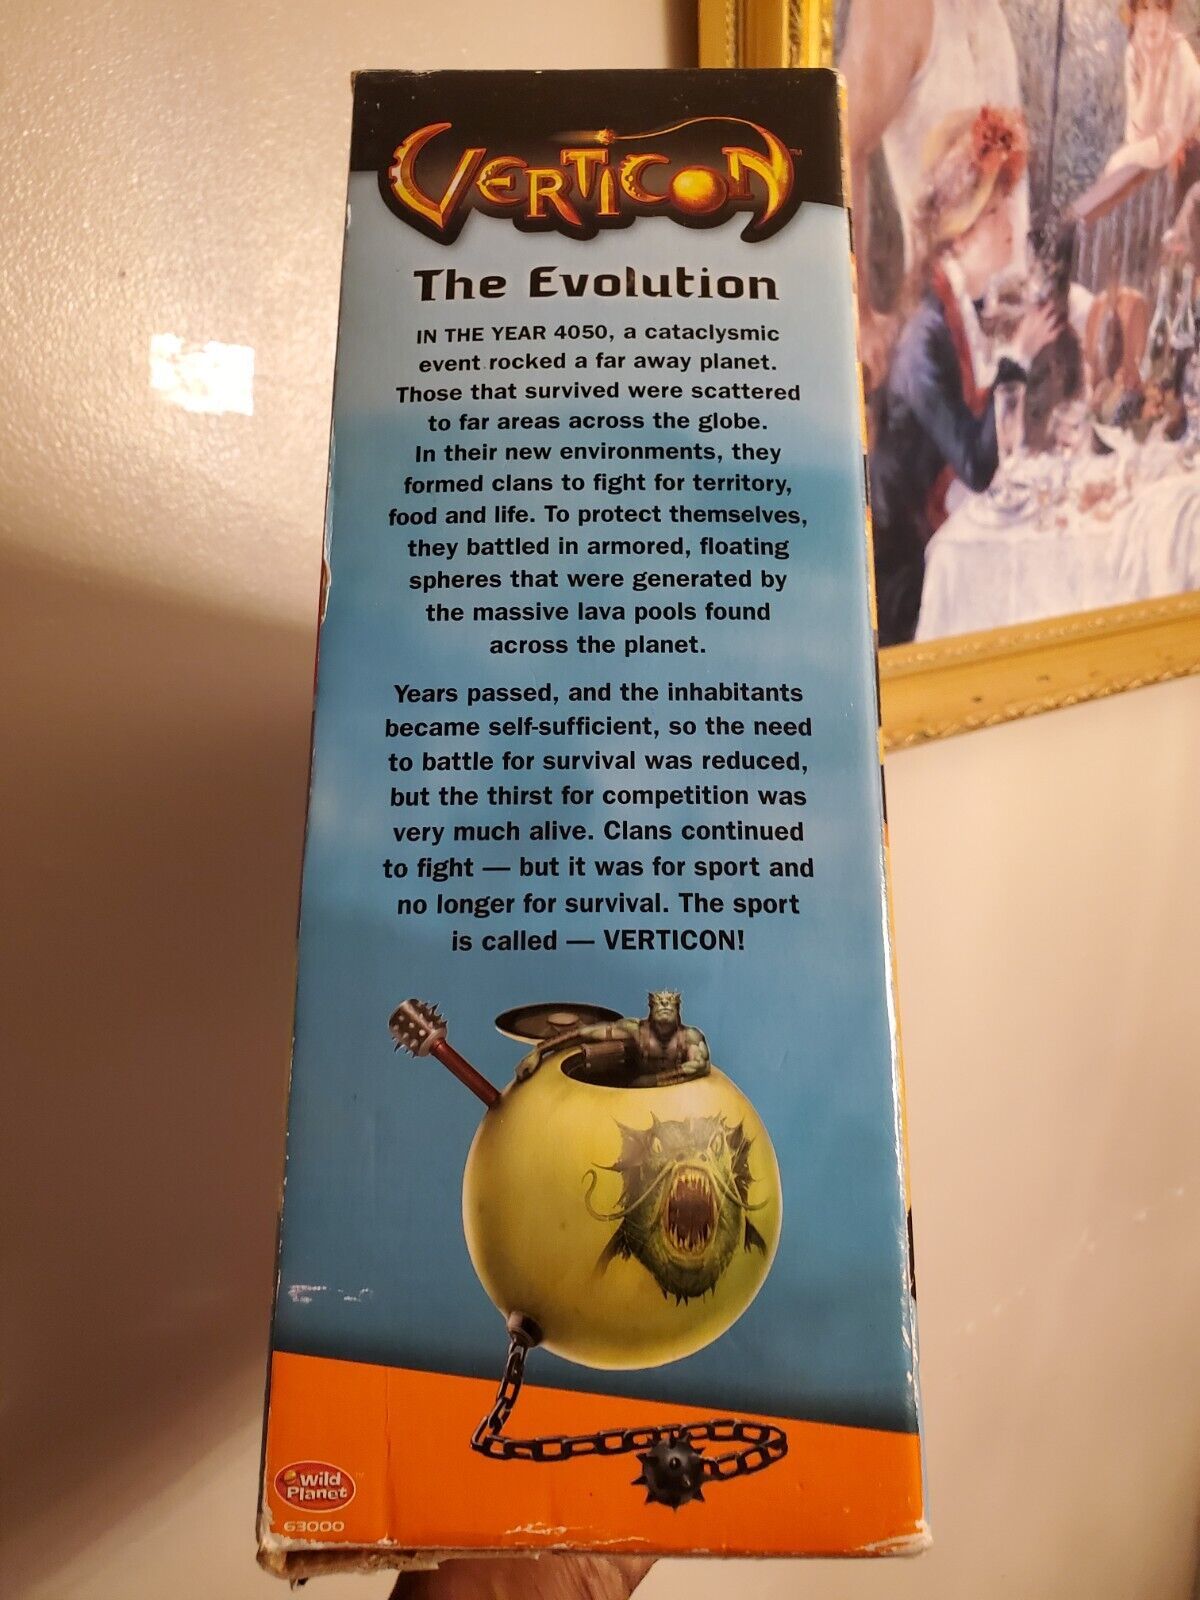 VERTICON™
The Evolution
IN THE YEAR 4050, a cataclysmic
event rocked a far away planet.
Those that survived were scattered
to far areas across the globe.
In their new environments, they
formed clans to fight for territory,
food and life. To protect themselves,
they battled in armored, floating
spheres that were generated by
the massive lava pools found
across the planet.
Years passed, and the inhabitants
became self-sufficient, so the need
to battle for survival was reduced,
but the thirst for competition was
very much alive. Clans continued
to fight — but it was for sport and
no longer for survival. The sport
is called — VERTICON!
Wild
Planet™
63000